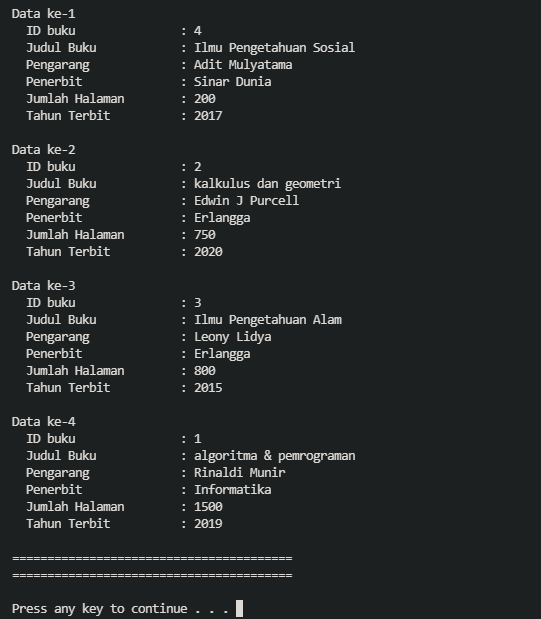 Data ke-1
ID buku : 4
Judul Buku : Ilmu Pengetahuan Sosial
Pengarang : Adit Mulyatama
Penerbit : Sinar Dunia
Jumlah Halaman : 200
Tahun Terbit : 2017
Data ke-2
ID buku : 2
Judul Buku : kalkulus dan geometri
Pengarang : Edwin J Purcell
Penerbit : Erlangga
Jumlah Halaman : 750
Tahun Terbit : 2020
Data ke-3
ID buku : 3
Judul Buku : Ilmu Pengetahuan Alam
Pengarang : Leony Lidya
Penerbit : Erlangga
Jumlah Halaman : 800
Tahun Terbit : 2015
Data ke-4
ID buku : 1
Judul Buku : algoritma & pemrograman
Pengarang : Rinaldi Munir
Penerbit : Informatika
Jumlah Halaman : 1500
Tahun Terbit : 2019
========================================
========================================
Press any key to continue . . .